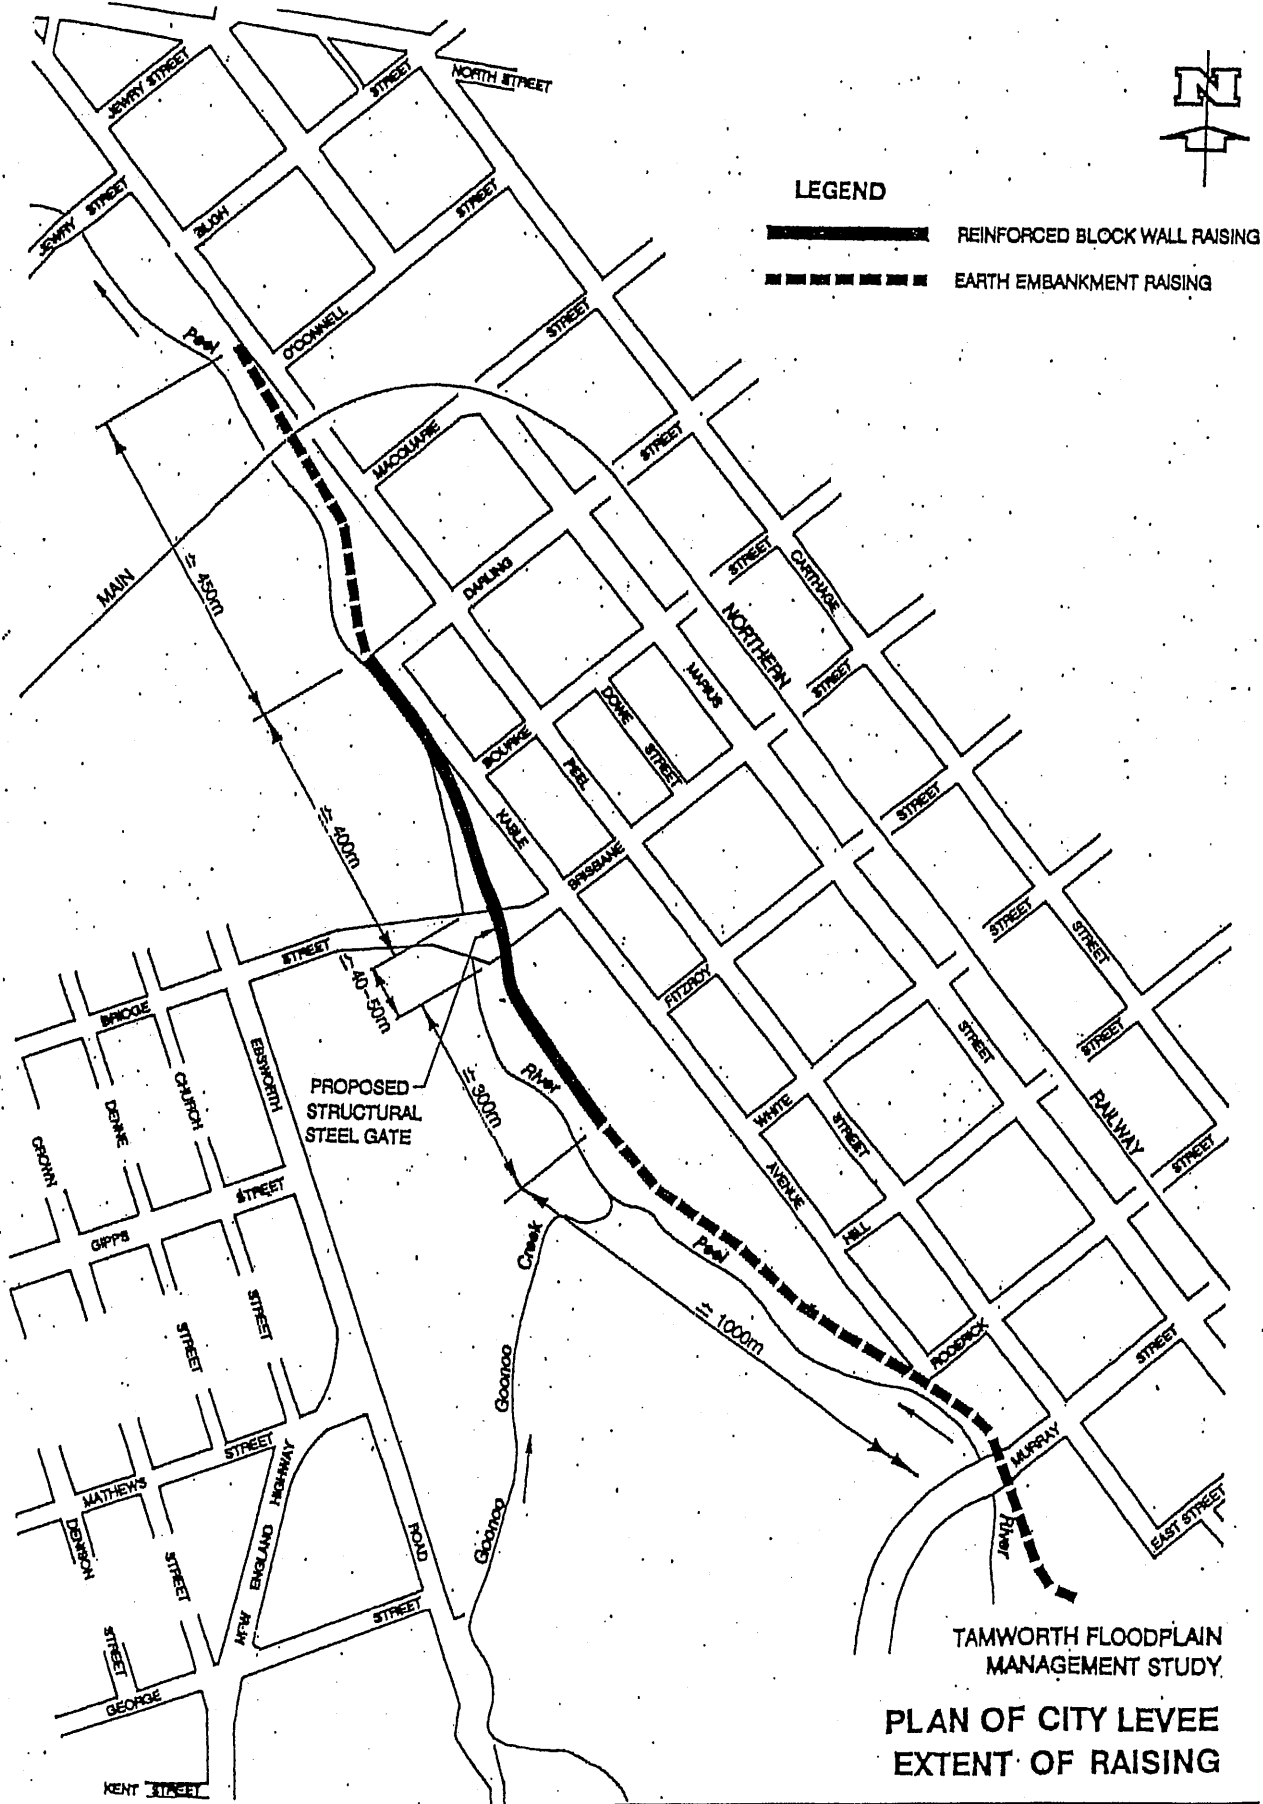 JEWRY STREET
STREET
NORTH STREET
N
LEGEND
REINFORCED BLOCK WALL RAISING
EARTH EMBANKMENT RAISING
JEWRY STREET
BLIGH
STREET
Peel
O'CONNELL
STREET
MACQUARIE
STREET
MAIN
≏ 450m
DARLING
STREET
CARTHAGE
NORTHERN
STREET
MARIUS
DOWE
STREET
BOURKE
PEEL
KABLE
≏ 400m
BRISBANE
STREET
STREET
STREET
STREET
≏ 40-50m
FITZROY
BRIDGE
EBSWORTH
STREET
STREET
PROPOSED
STRUCTURAL
STEEL GATE
River
≏ 300m
CHURCH
DENNE
CROWN
WHITE
STREET
RAILWAY
STREET
AVENUE
STREET
GIPPS
HILL
Creek
Peel
STREET
STREET
≏ 1000m
RODERICK
STREET
Goonoo
STREET
MATHEWS
NEW ENGLAND HIGHWAY
MURRAY
Goonoo
River
EAST STREET
DENISON
STREET
ROAD
STREET
STREET
GEORGE
KENT STREET
TAMWORTH FLOODPLAIN
MANAGEMENT STUDY
PLAN OF CITY LEVEE
EXTENT OF RAISING